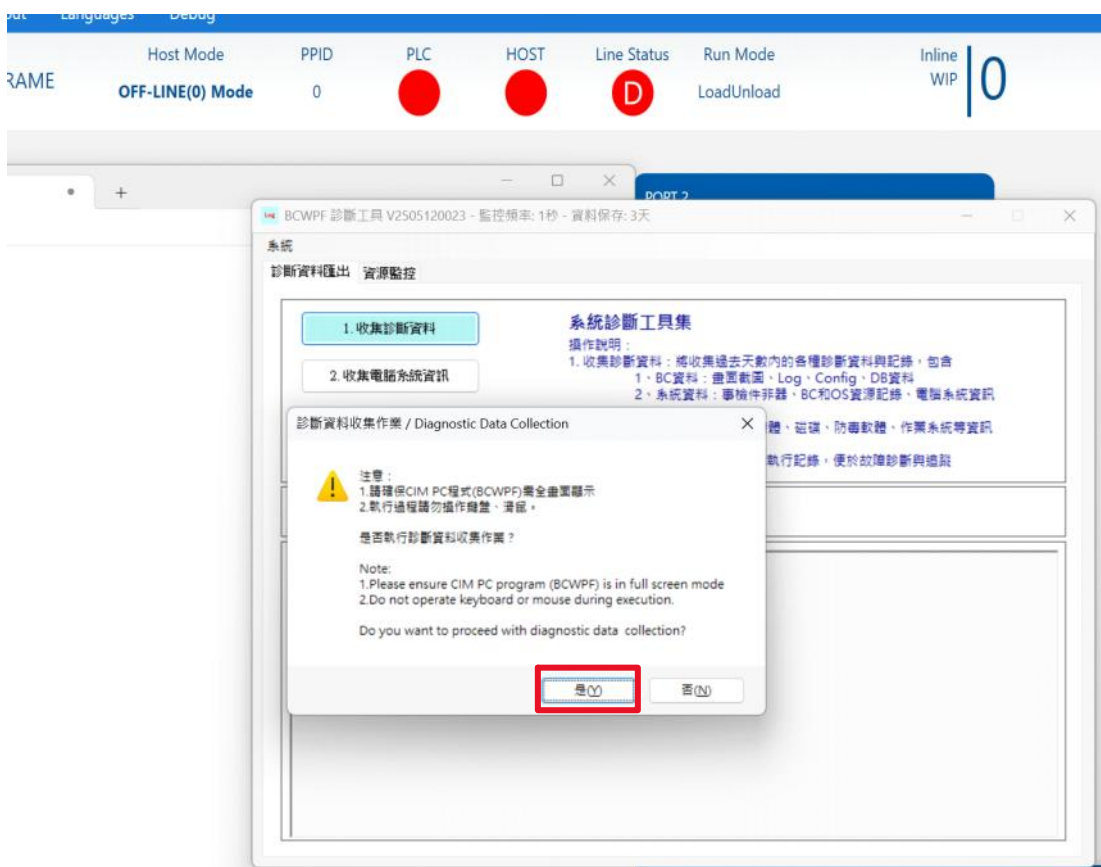 Languages Debug
Host Mode PPID PLC HOST Line Status Run Mode Inline
RAME OFF-LINE(0) Mode 0 D LoadUnload WIP 0
PORT 2
Log BCWPF 診斷工具 V2505120023 - 監控頻率: 1秒 - 資料保存: 3天
系統
診斷資料匯出 資源監控
1. 收集診斷資料
2. 收集電腦系統資訊
系統診斷工具集
操作說明：
1. 收集診斷資料：將收集過去天數內的各種診斷資料與記錄，包含
1、BC資料：畫面截圖、Log、Config、DB資料
2、系統資料：事檢件非器、BC和OS資源記錄、電腦系統資訊
體、磁碟、防毒軟體、作業系統等資訊
執行記錄，便於故障診斷與追蹤
診斷資料收集作業 / Diagnostic Data Collection
注意：
1.請確保CIM PC程式(BCWPF)需全畫面顯示
2.執行過程請勿操作鍵盤、滑鼠。
是否執行診斷資料收集作業？
Note:
1.Please ensure CIM PC program (BCWPF) is in full screen mode
2.Do not operate keyboard or mouse during execution.
Do you want to proceed with diagnostic data collection?
是(Y) 否(N)